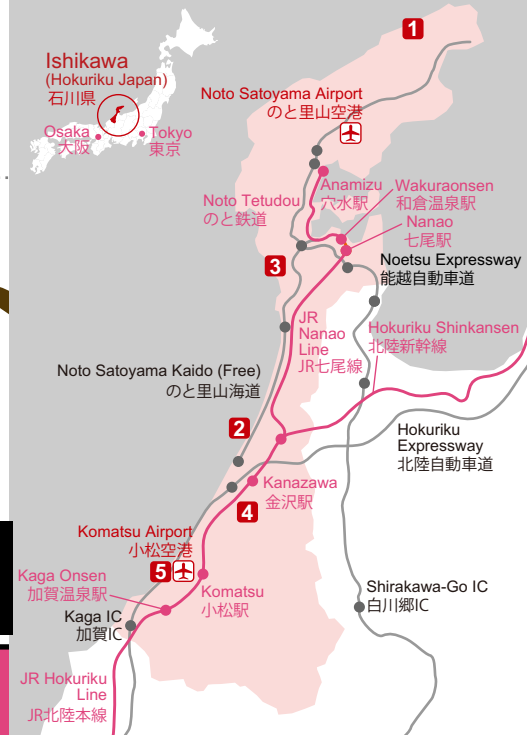 1
Ishikawa
(Hokuriku Japan)
石川県
Osaka
大阪
Tokyo
東京
Noto Satoyama Airport
のと里山空港
Anamizu
穴水駅
Wakuraonsen
和倉温泉駅
Noto Tetudou
のと鉄道
Nanao
七尾駅
3
Noetsu Expressway
能越自動車道
JR
Nanao
Line
JR七尾線
Hokuriku Shinkansen
北陸新幹線
Noto Satoyama Kaido (Free)
のと里山海道
2
Hokuriku
Expressway
北陸自動車道
Kanazawa
金沢駅
4
Komatsu Airport
小松空港
5
Kaga Onsen
加賀温泉駅
Komatsu
小松駅
Kaga IC
加賀IC
Shirakawa-Go IC
白川郷IC
JR Hokuriku
Line
JR北陸本線